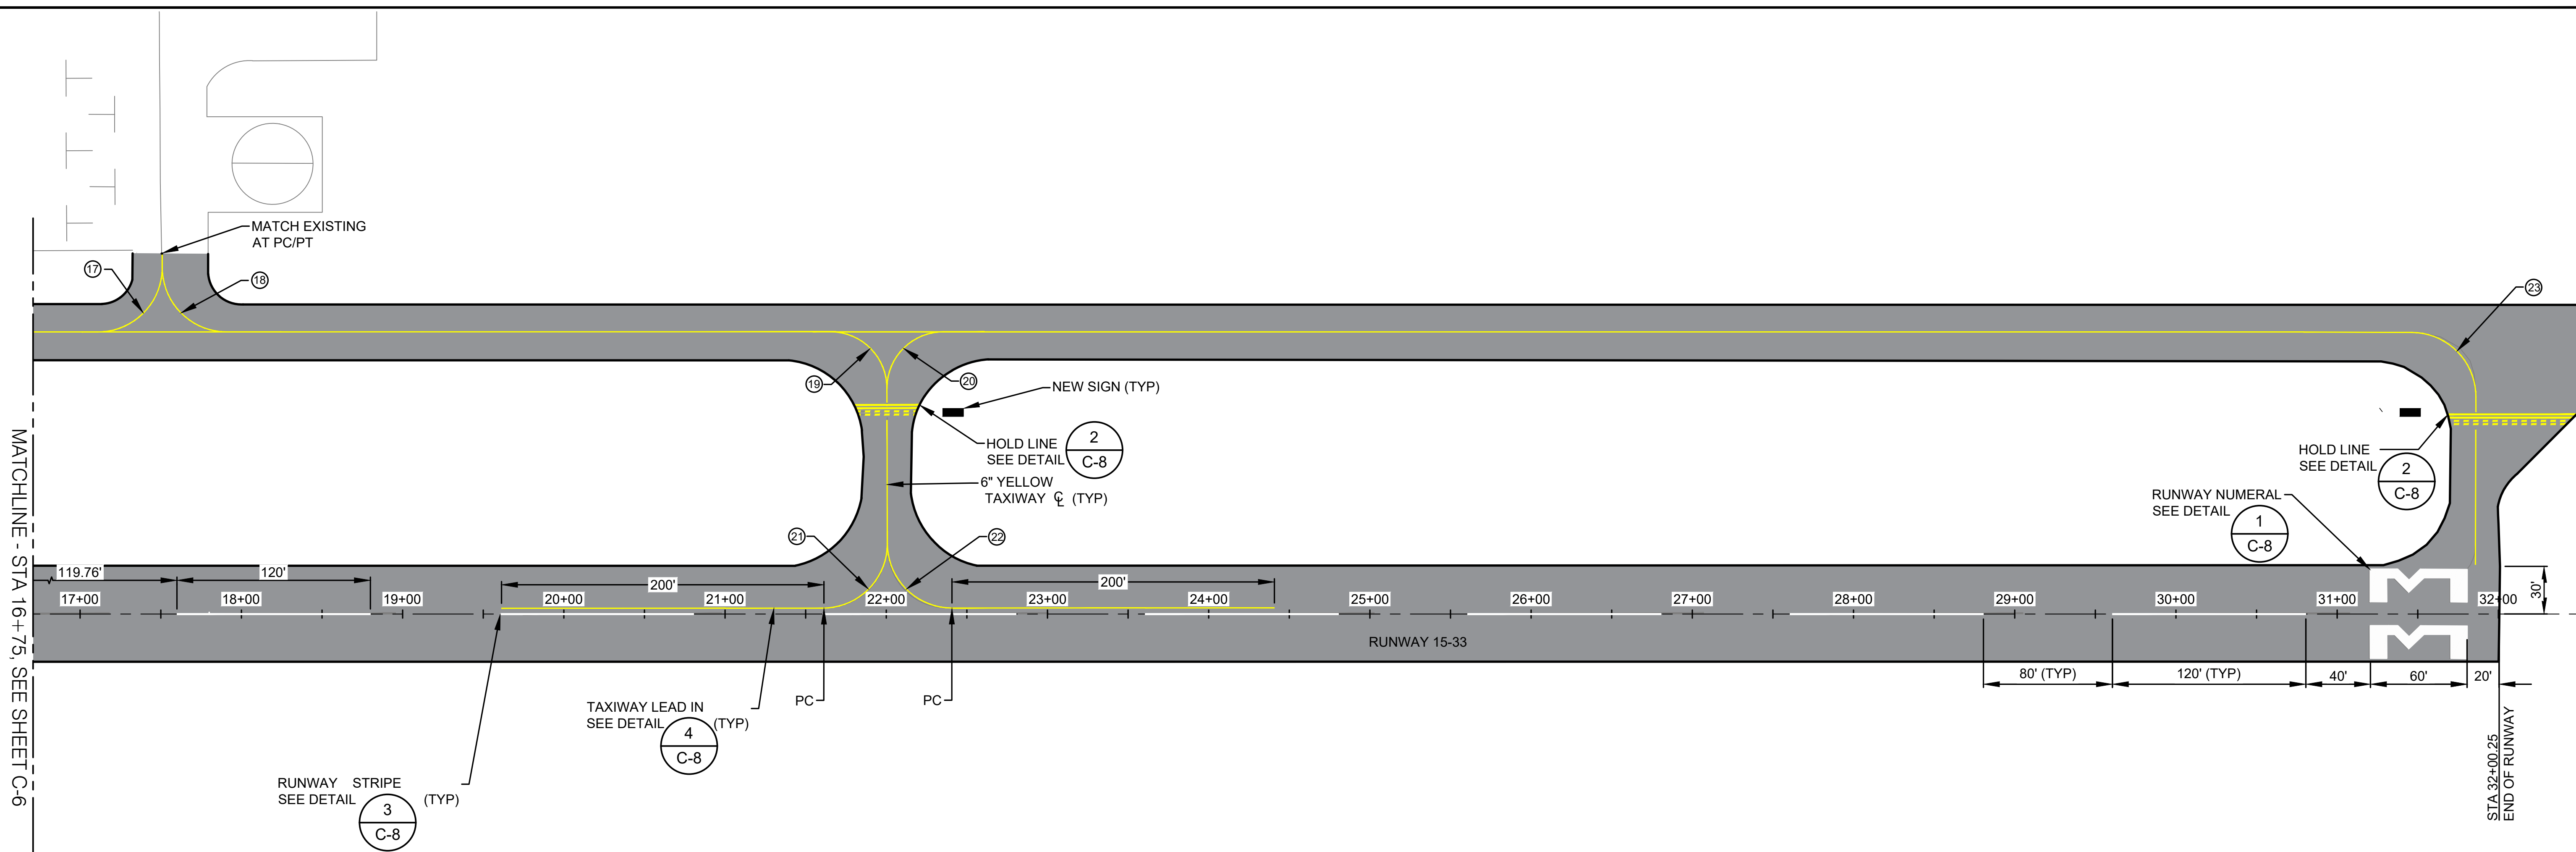 MATCH EXISTING
AT PC/PT
17
18
23
19
20
NEW SIGN (TYP)
HOLD LINE
SEE DETAIL
2
C-8
6" YELLOW
TAXIWAY ℄ (TYP)
HOLD LINE
SEE DETAIL
2
C-8
RUNWAY NUMERAL
SEE DETAIL
1
C-8
21
22
119.76'
120'
200'
200'
30'
17+00
18+00
19+00
20+00
21+00
22+00
23+00
24+00
25+00
26+00
27+00
28+00
29+00
30+00
31+00
32+00
RUNWAY 15-33
80' (TYP)
120' (TYP)
40'
60'
20'
PC
PC
TAXIWAY LEAD IN
SEE DETAIL (TYP)
4
C-8
RUNWAY STRIPE
SEE DETAIL (TYP)
3
C-8
MATCHLINE - STA 16+75, SEE SHEET C-6
STA 32+00.25
END OF RUNWAY